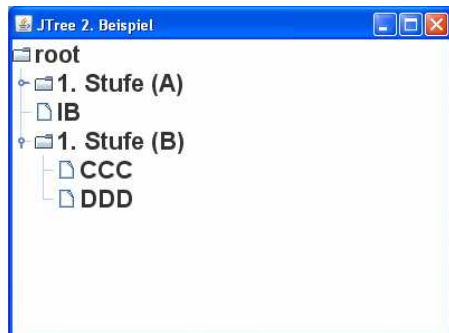 JTree 2. Beispiel
root
1. Stufe (A)
IB
1. Stufe (B)
CCC
DDD